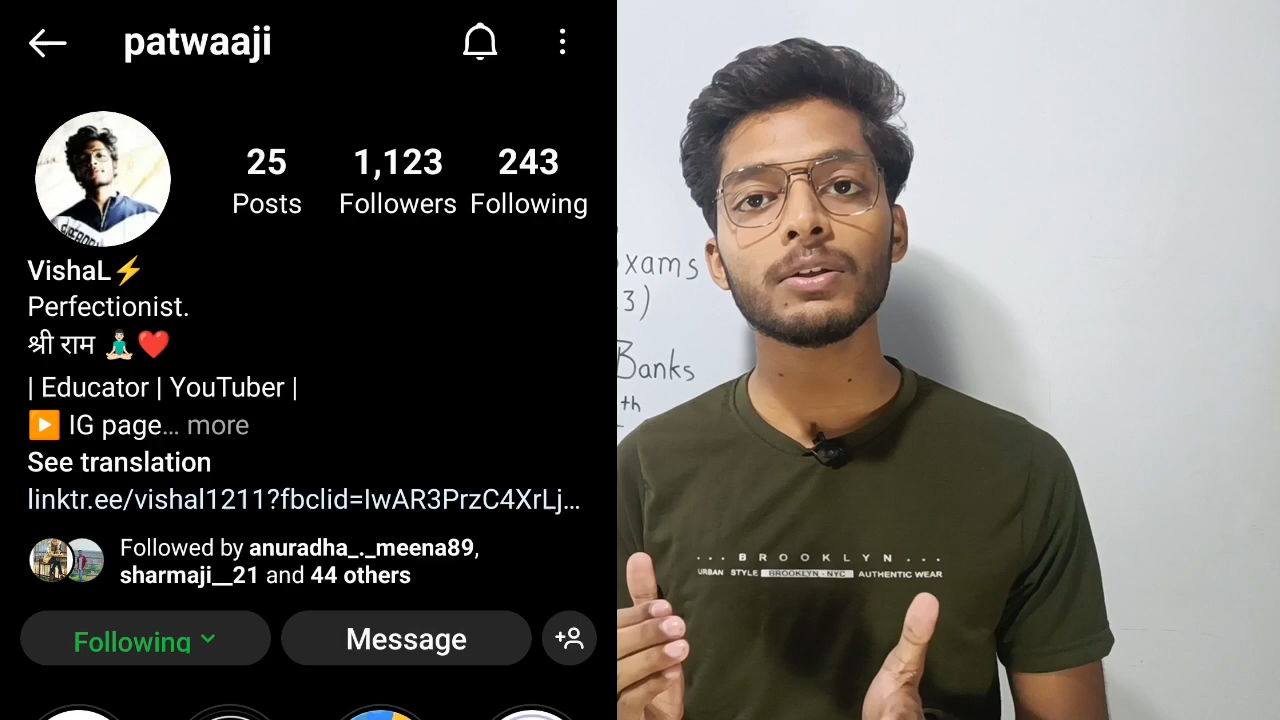 patwaaji
25 1,123 243
Posts Followers Following
VishaL⚡
Perfectionist.
श्री राम 🧘🏻‍♂️❤️
| Educator | YouTuber |
▶️ IG page... more
See translation
linktr.ee/vishal1211?fbclid=IwAR3PrzC4XrLj...
Followed by anuradha_._meena89,
sharmaji__21 and 44 others
Following
Message
xams
3)
Banks
th
... BROOKLYN ...
URBAN STYLE BROOKLYN - NYC AUTHENTIC WEAR